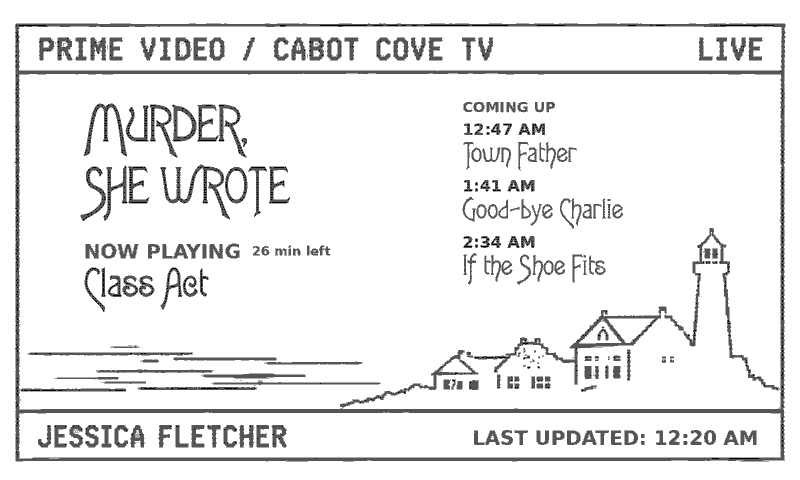 PRIME VIDEO / CABOT COVE TV
LIVE
MURDER,
SHE WROTE
NOW PLAYING 26 min left
Class Act
COMING UP
12:47 AM
Town Father
1:41 AM
Good-bye Charlie
2:34 AM
If the Shoe Fits
JESSICA FLETCHER
LAST UPDATED: 12:20 AM